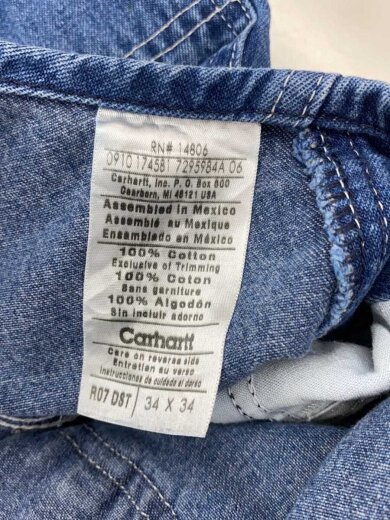 RN# 14806
0910 174581 7295984A 06
Carhartt, Inc. P. O. Box 600
Dearborn, MI 48121 USA
Assembled in Mexico
Assemblé au Mexique
Ensamblado en México
100% Cotton
Exclusive of Trimming
100% Coton
Sans garniture
100% Algodón
Sin incluir adorno
Carhartt
Care on reverse side
Entretien au verso
Instrucciones de cuidado al dorso
R07 DST
34 X 34